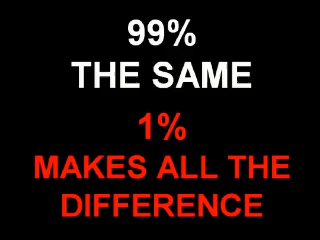 99%
THE SAME
1%
MAKES ALL THE
DIFFERENCE